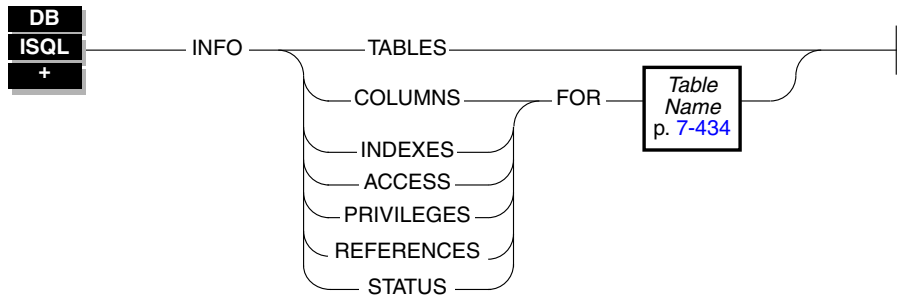 DB
ISQL
+
INFO
TABLES
COLUMNS
FOR
Table
Name
p. 7-434
INDEXES
ACCESS
PRIVILEGES
REFERENCES
STATUS